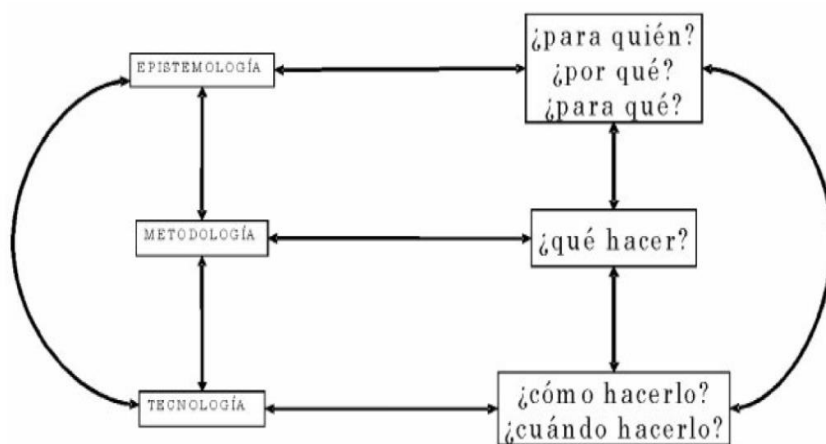 EPISTEMOLOGÍA
¿para quién?
¿por qué?
¿para qué?
METODOLOGÍA
¿qué hacer?
TECNOLOGÍA
¿cómo hacerlo?
¿cuándo hacerlo?